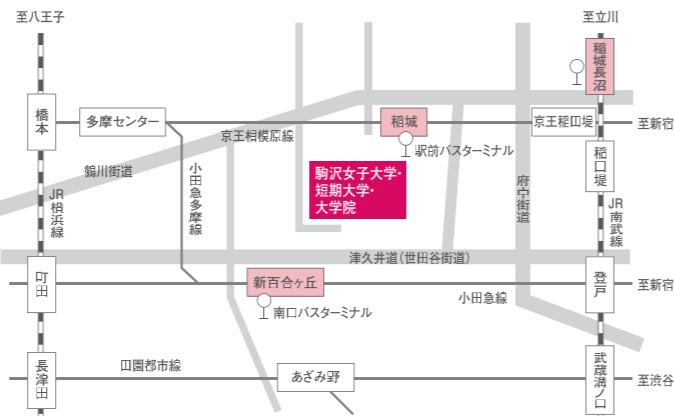 至八王子
至立川
稲城長沼
橋本
多摩センター
京王相模原線
稲城
京王稲田堤
至新宿
駅前バスターミナル
稲田堤
鶴川街道
JR横浜線
小田急多摩線
駒沢女子大学・
短期大学・
大学院
府中街道
JR南武線
津久井道(世田谷街道)
町田
新百合ヶ丘
登戸
至新宿
小田急線
南口バスターミナル
長津田
田園都市線
あざみ野
武蔵溝ノ口
至渋谷